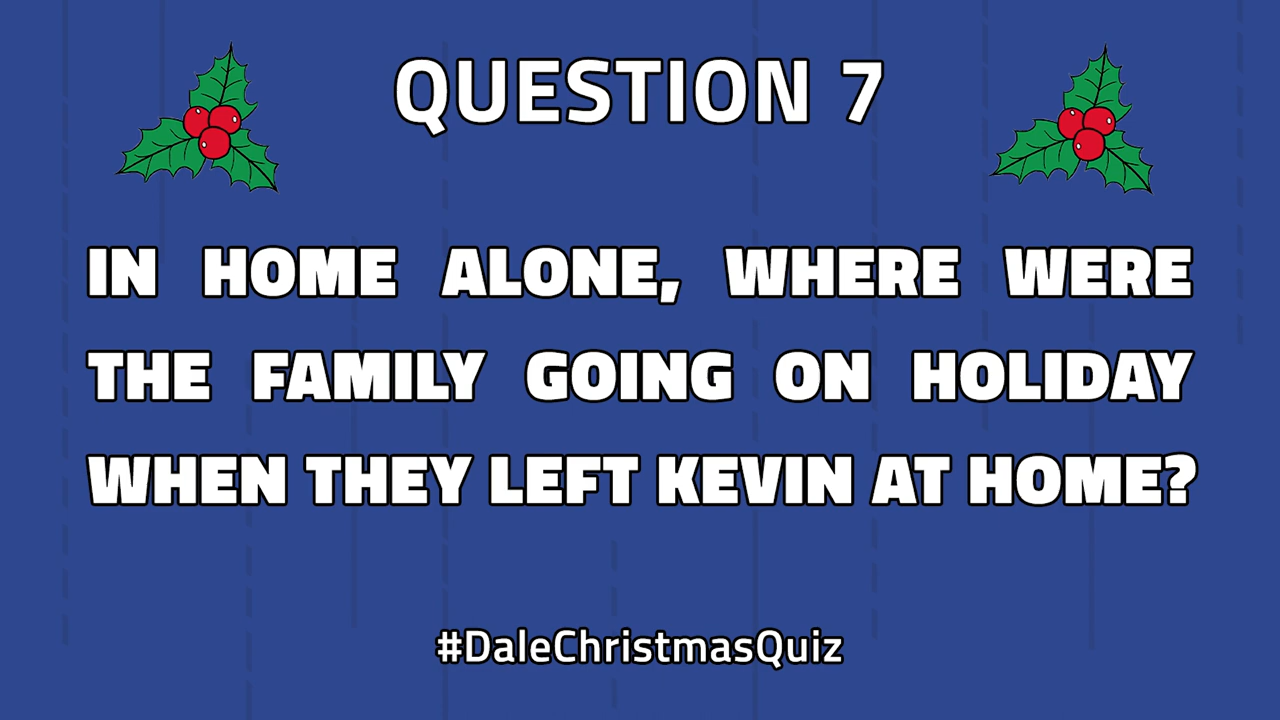 QUESTION 7
IN HOME ALONE, WHERE WERE
THE FAMILY GOING ON HOLIDAY
WHEN THEY LEFT KEVIN AT HOME?
#DaleChristmasQuiz